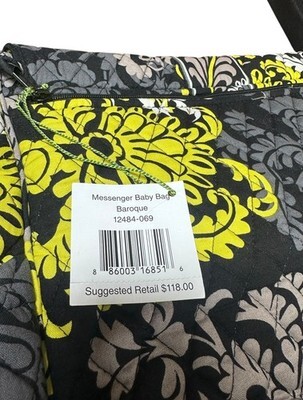 Messenger Baby Bag
Baroque
12484-069
8 86003 16851 6
Suggested Retail $118.00